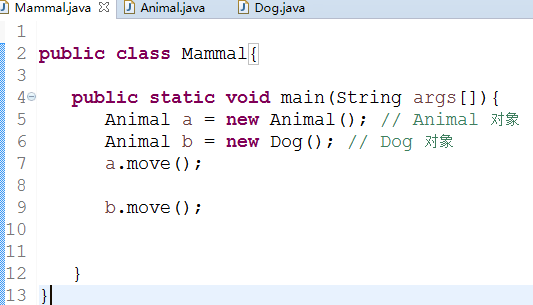 Mammal.java Animal.java Dog.java
1
2 public class Mammal{
3
4 public static void main(String args[]){
5 Animal a = new Animal(); // Animal 对象
6 Animal b = new Dog(); // Dog 对象
7 a.move();
8
9 b.move();
10
11
12 }
13 }